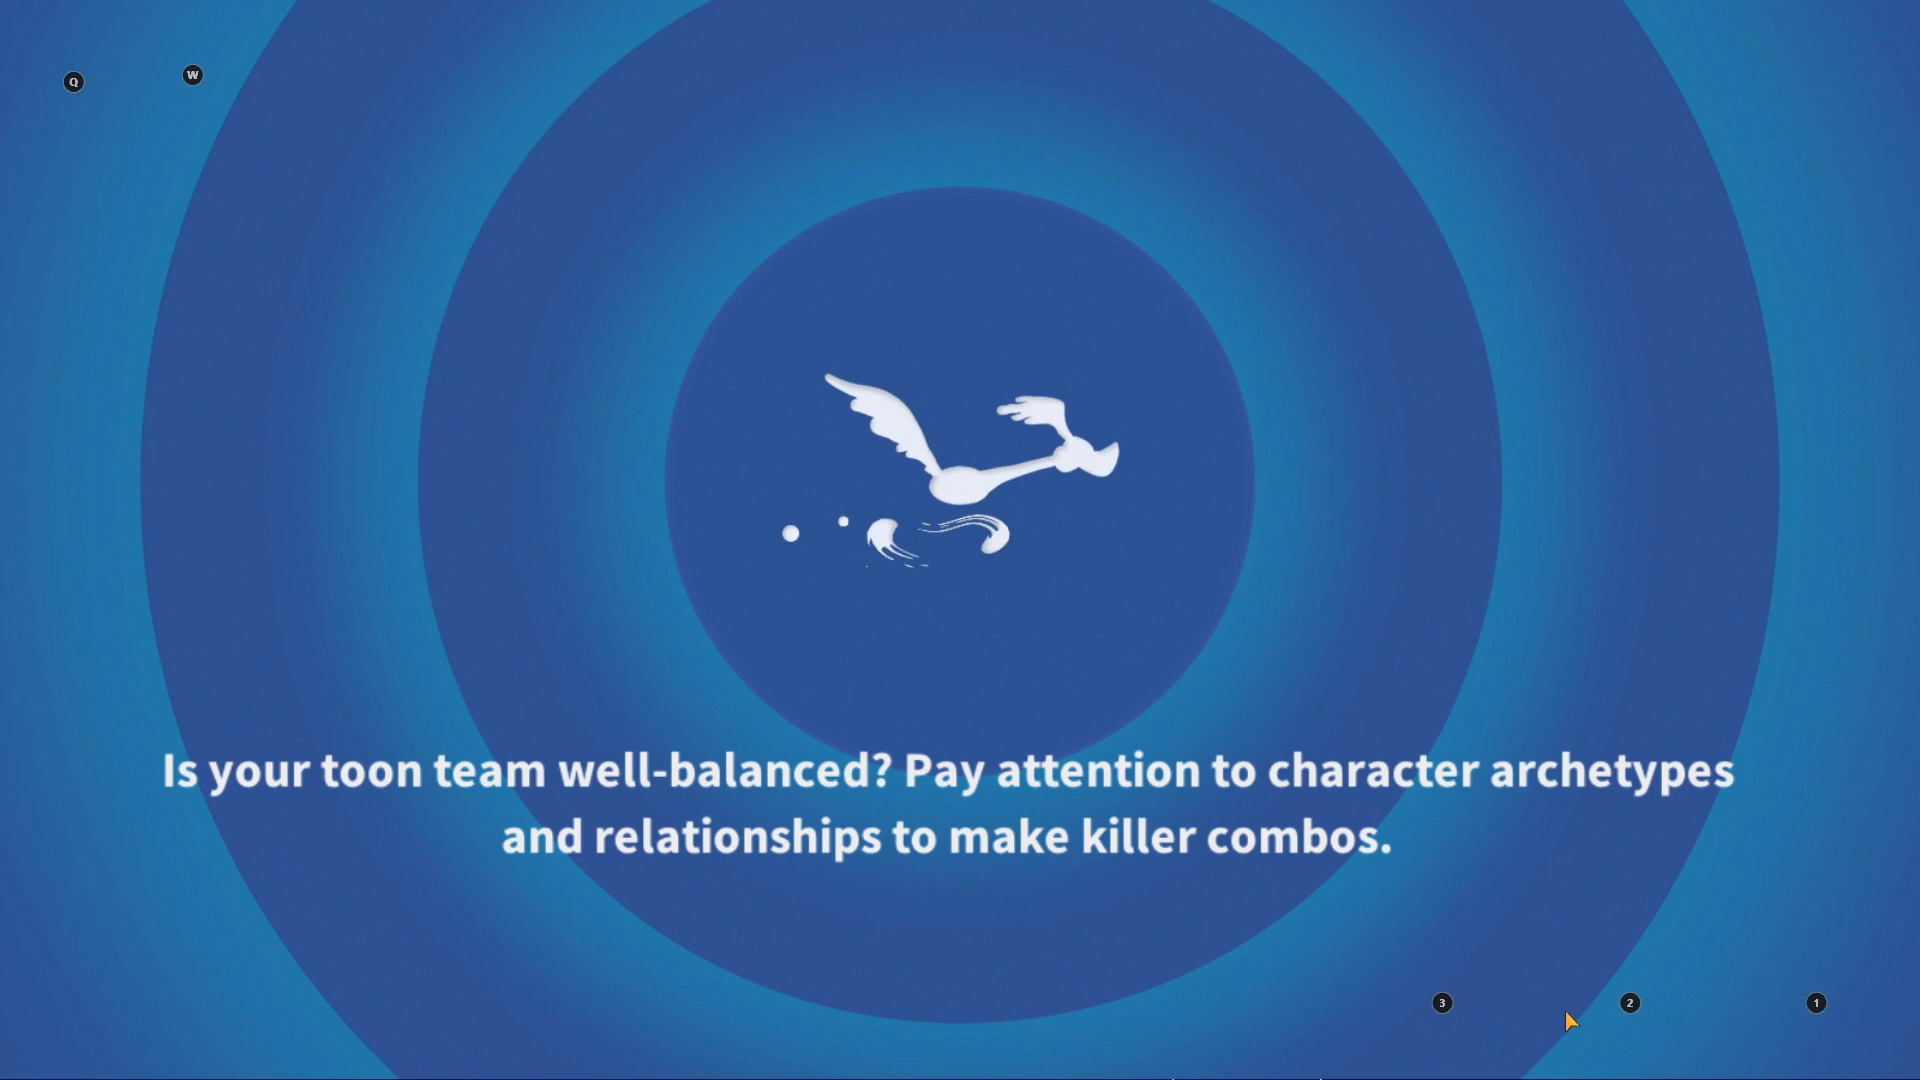 Q
W
Is your toon team well-balanced? Pay attention to character archetypes
and relationships to make killer combos.
3
2
1